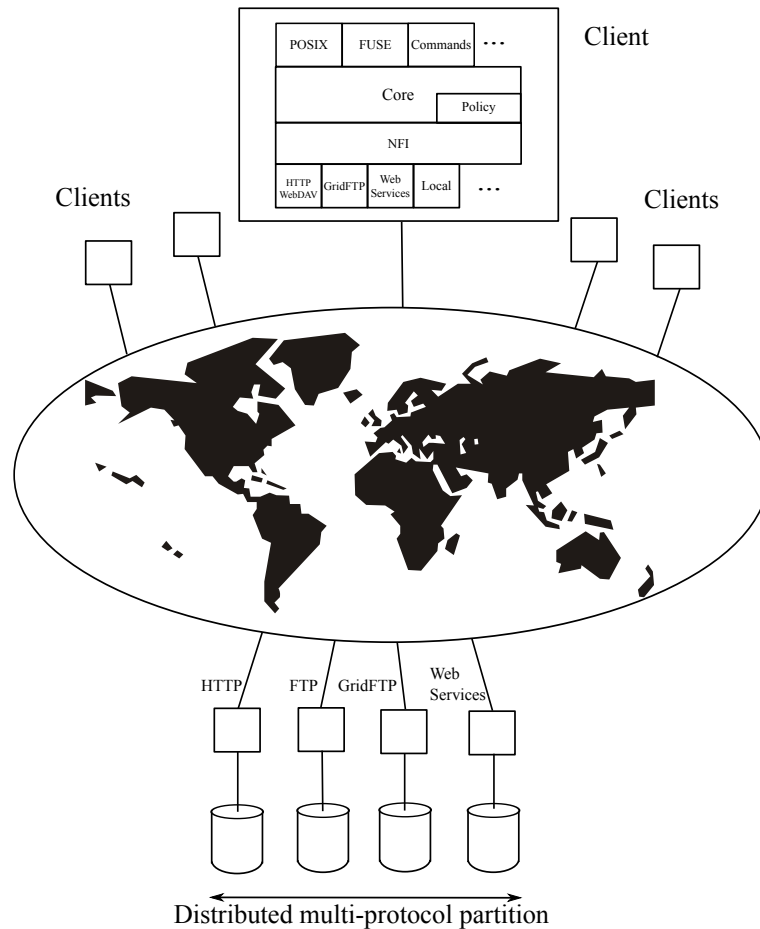 Client
POSIX
FUSE
Commands
...
Core
Policy
NFI
HTTP
WebDAV
GridFTP
Web
Services
Local
...
Clients
Clients
HTTP
FTP
GridFTP
Web
Services
Distributed multi-protocol partition